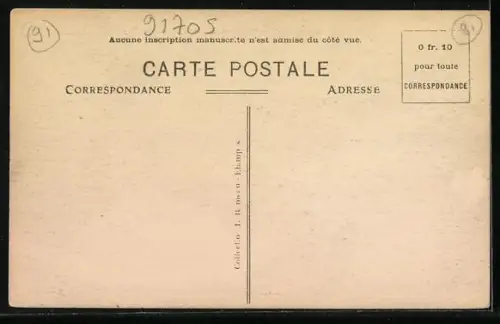 91
91705
91
Aucune inscription manuscrite n'est admise du côté vue.
CARTE POSTALE
CORRESPONDANCE
ADRESSE
0 fr. 10
pour toute
CORRESPONDANCE